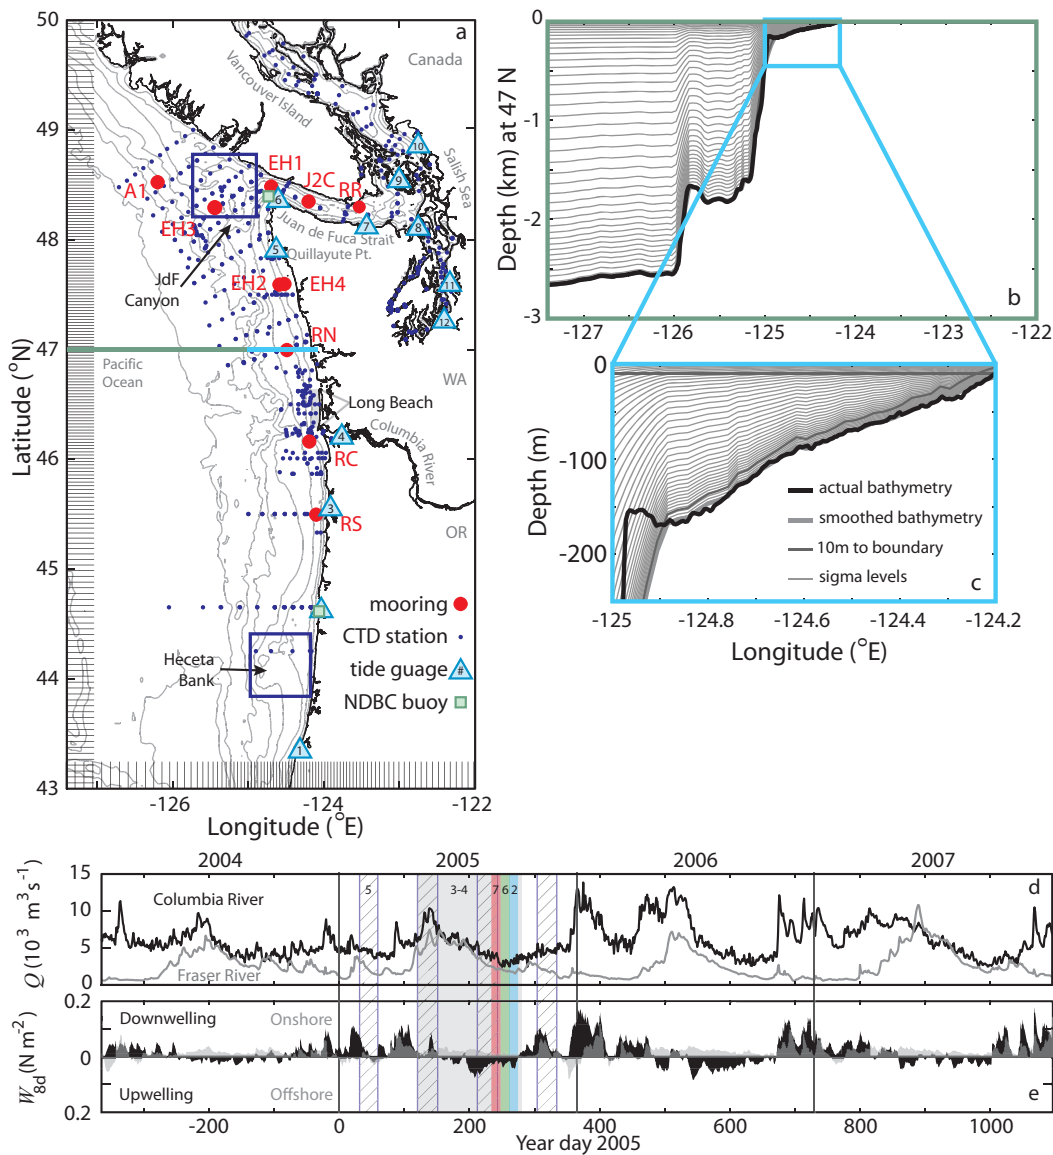 a
50
49
48
47
46
45
44
43
Latitude (°N)
-126
-124
-122
Longitude (°E)
Canada
Vancouver Island
Salish Sea
Juan de Fuca Strait
Quillayute Pt.
JdF
Canyon
Pacific
Ocean
WA
Long Beach
Columbia River
OR
Heceta
Bank
A1
EH1
J2C
RR
EH3
EH2
EH4
RN
RC
RS
10
9
6
7
8
5
11
12
4
3
1
mooring
CTD station
tide guage
#
NDBC buoy
b
0
-1
-2
-3
Depth (km) at 47 N
-127
-126
-125
-124
-123
-122
c
0
-100
-200
Depth (m)
actual bathymetry
smoothed bathymetry
10m to boundary
sigma levels
-125
-124.8
-124.6
-124.4
-124.2
Longitude (°E)
2004
2005
2006
2007
d
15
10
5
0
Q (10³ m³s⁻¹)
Columbia River
Fraser River
5
3-4
7
6
2
e
0.2
0
0.2
W8d (N m⁻²)
Downwelling
Onshore
Upwelling
Offshore
-200
0
200
400
600
800
1000
Year day 2005